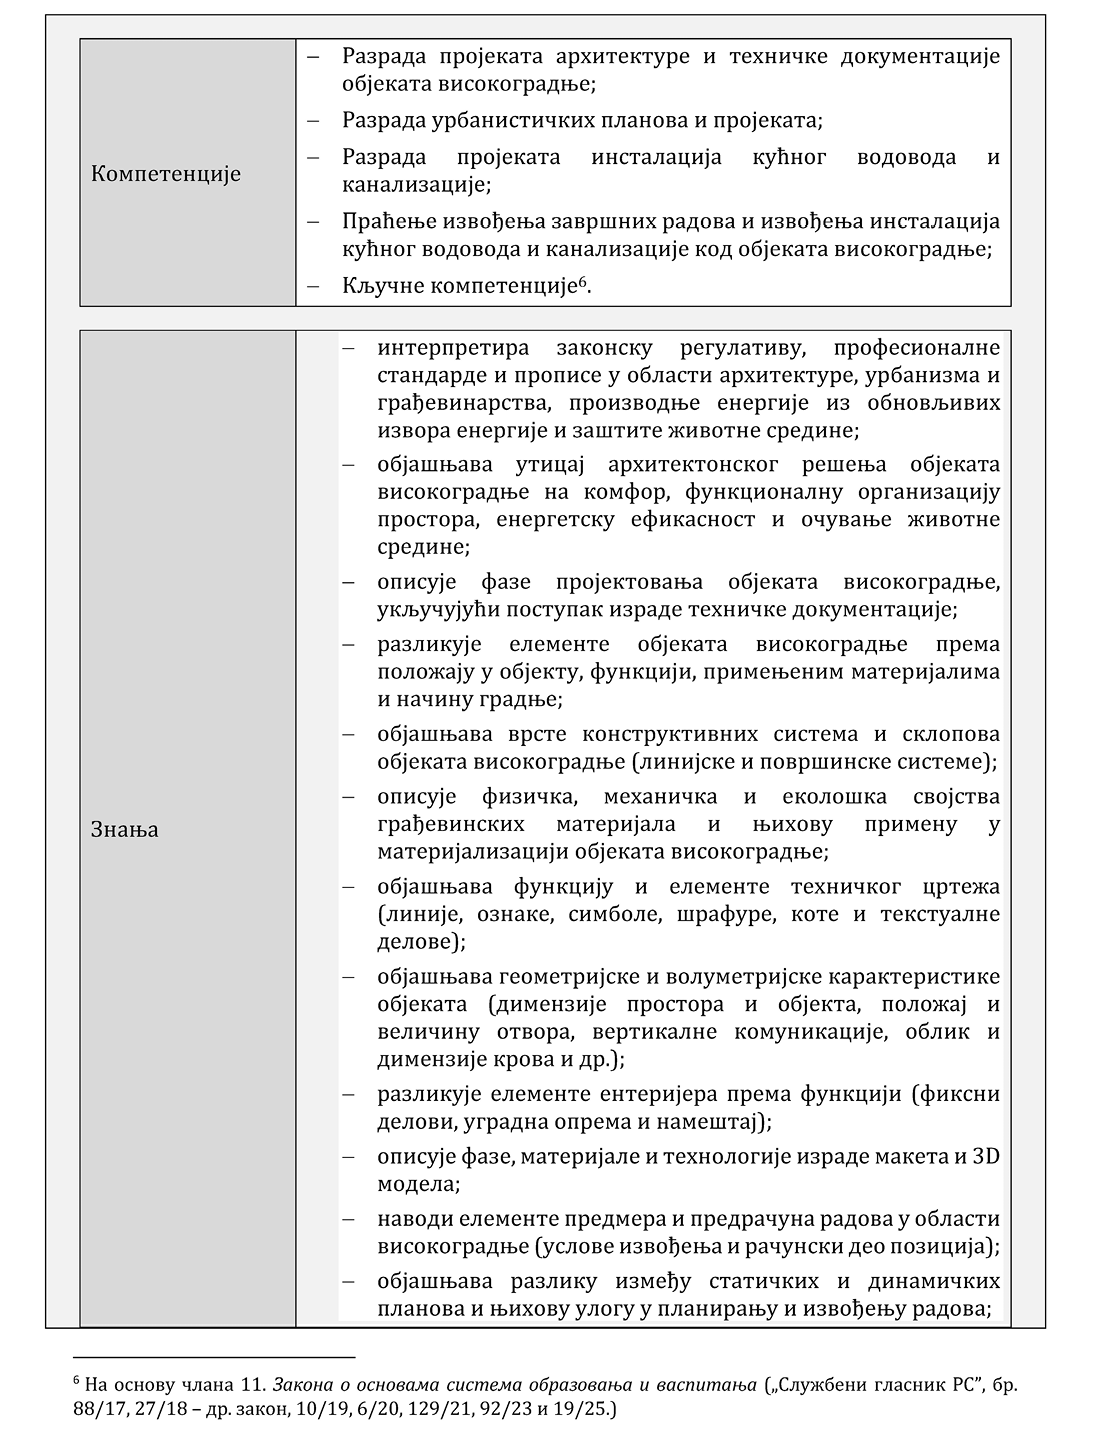 – Разрада пројеката архитектуре и техничке документације
објеката високоградње;
– Разрада урбанистичких планова и пројеката;
– Разрада пројеката инсталација кућног водовода и
Компетенције
канализације;
– Праћење извођења завршних радова и извођења инсталација
кућног водовода и канализације код објеката високоградње;
– Кључне компетенције⁶.
– интерпретира законску регулативу, професионалне
стандарде и прописе у области архитектуре, урбанизма и
грађевинарства, производње енергије из обновљивих
извора енергије и заштите животне средине;
– објашњава утицај архитектонског решења објеката
високоградње на комфор, функционалну организацију
простора, енергетску ефикасност и очување животне
средине;
– описује фазе пројектовања објеката високоградње,
укључујући поступак израде техничке документације;
– разликује елементе објеката високоградње према
положају у објекту, функцији, примењеним материјалима
и начину градње;
– објашњава врсте конструктивних система и склопова
објеката високоградње (линијске и површинске системе);
– описује физичка, механичка и еколошка својства
грађевинских материјала и њихову примену у
Знања
материјализацији објеката високоградње;
– објашњава функцију и елементе техничког цртежа
(линије, ознаке, симболе, шрафуре, коте и текстуалне
делове);
– објашњава геометријске и волуметријске карактеристике
објеката (димензије простора и објекта, положај и
величину отвора, вертикалне комуникације, облик и
димензије крова и др.);
– разликује елементе ентеријера према функцији (фиксни
делови, уградна опрема и намештај);
– описује фазе, материјале и технологије израде макета и 3D
модела;
– наводи елементе предмера и предрачуна радова у области
високоградње (услове извођења и рачунски део позиција);
– објашњава разлику између статичких и динамичких
планова и њихову улогу у планирању и извођењу радова;
⁶ На основу члана 11. Закона о основама система образовања и васпитања („Службени гласник РС”, бр.
88/17, 27/18 – др. закон, 10/19, 6/20, 129/21, 92/23 и 19/25.)